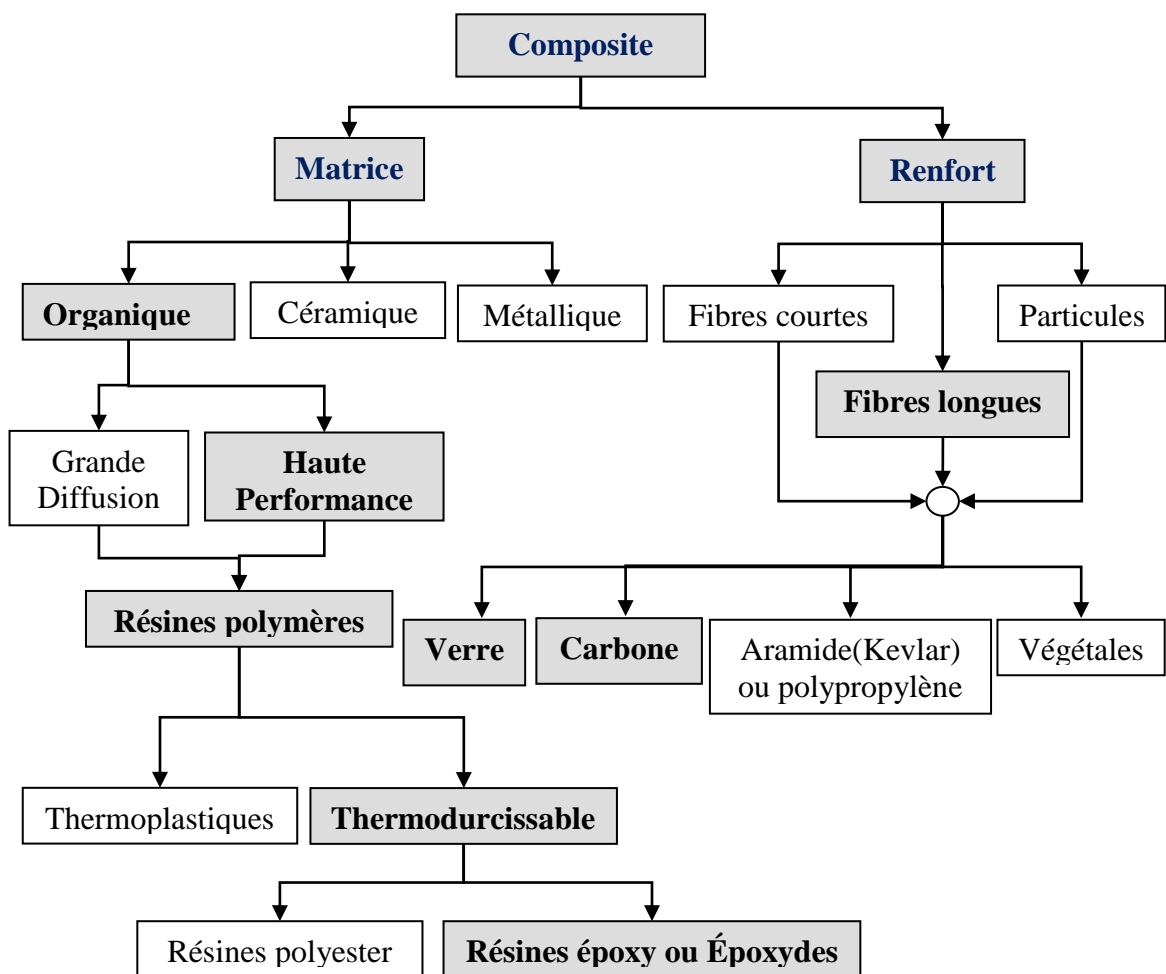 Composite
Matrice
Renfort
Organique
Céramique
Métallique
Fibres courtes
Particules
Fibres longues
Grande
Diffusion
Haute
Performance
Résines polymères
Verre
Carbone
Aramide(Kevlar)
ou polypropylène
Végétales
Thermoplastiques
Thermodurcissable
Résines polyester
Résines époxy ou Époxydes